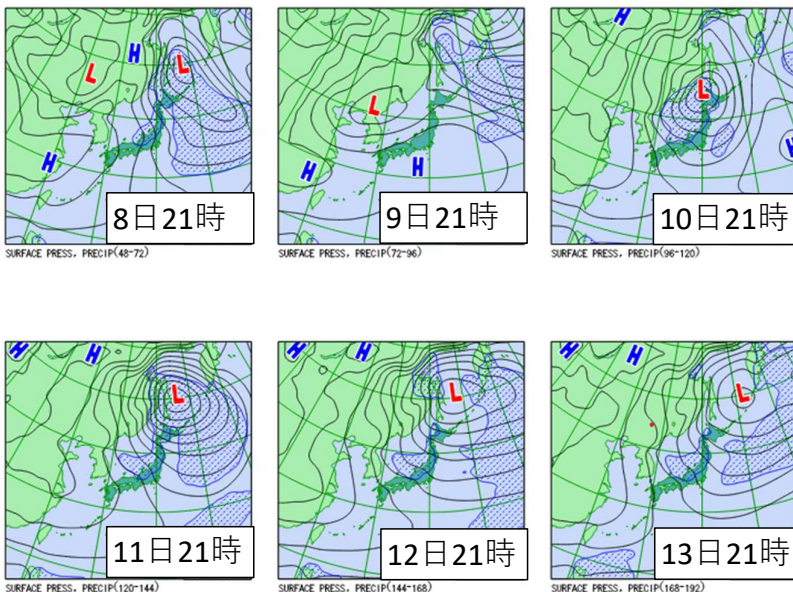 H
L
L
H
8日21時
SURFACE PRESS, PRECIP(48-72)
L
H
H
9日21時
SURFACE PRESS, PRECIP(72-96)
H
L
H
10日21時
SURFACE PRESS, PRECIP(96-120)
H
H
L
11日21時
SURFACE PRESS, PRECIP(120-144)
H
H
L
12日21時
SURFACE PRESS, PRECIP(144-168)
H
H
L
13日21時
SURFACE PRESS, PRECIP(168-192)